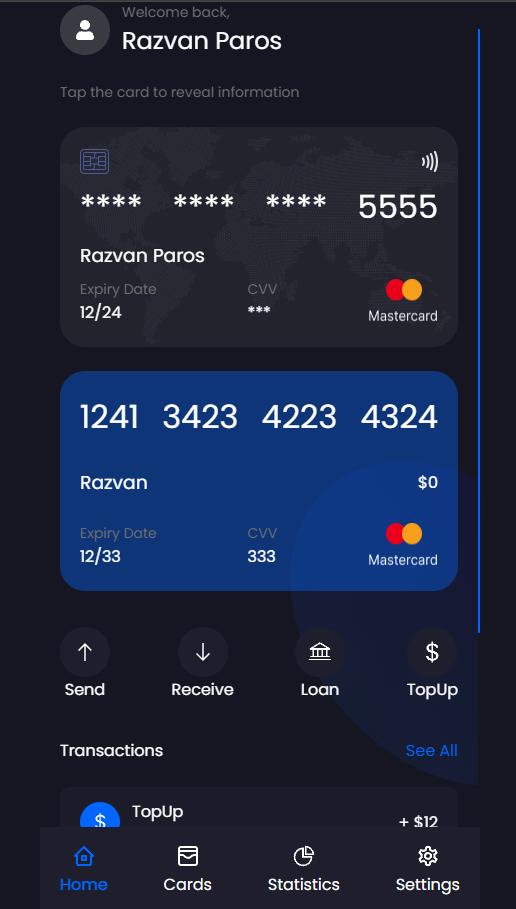 Welcome back,
Razvan Paros
Tap the card to reveal information
**** **** **** 5555
Razvan Paros
Expiry Date CVV
12/24 *** Mastercard
1241 3423 4223 4324
Razvan $0
Expiry Date CVV
12/33 333 Mastercard
Send Receive Loan TopUp
Transactions See All
TopUp
$ + $12
Home Cards Statistics Settings